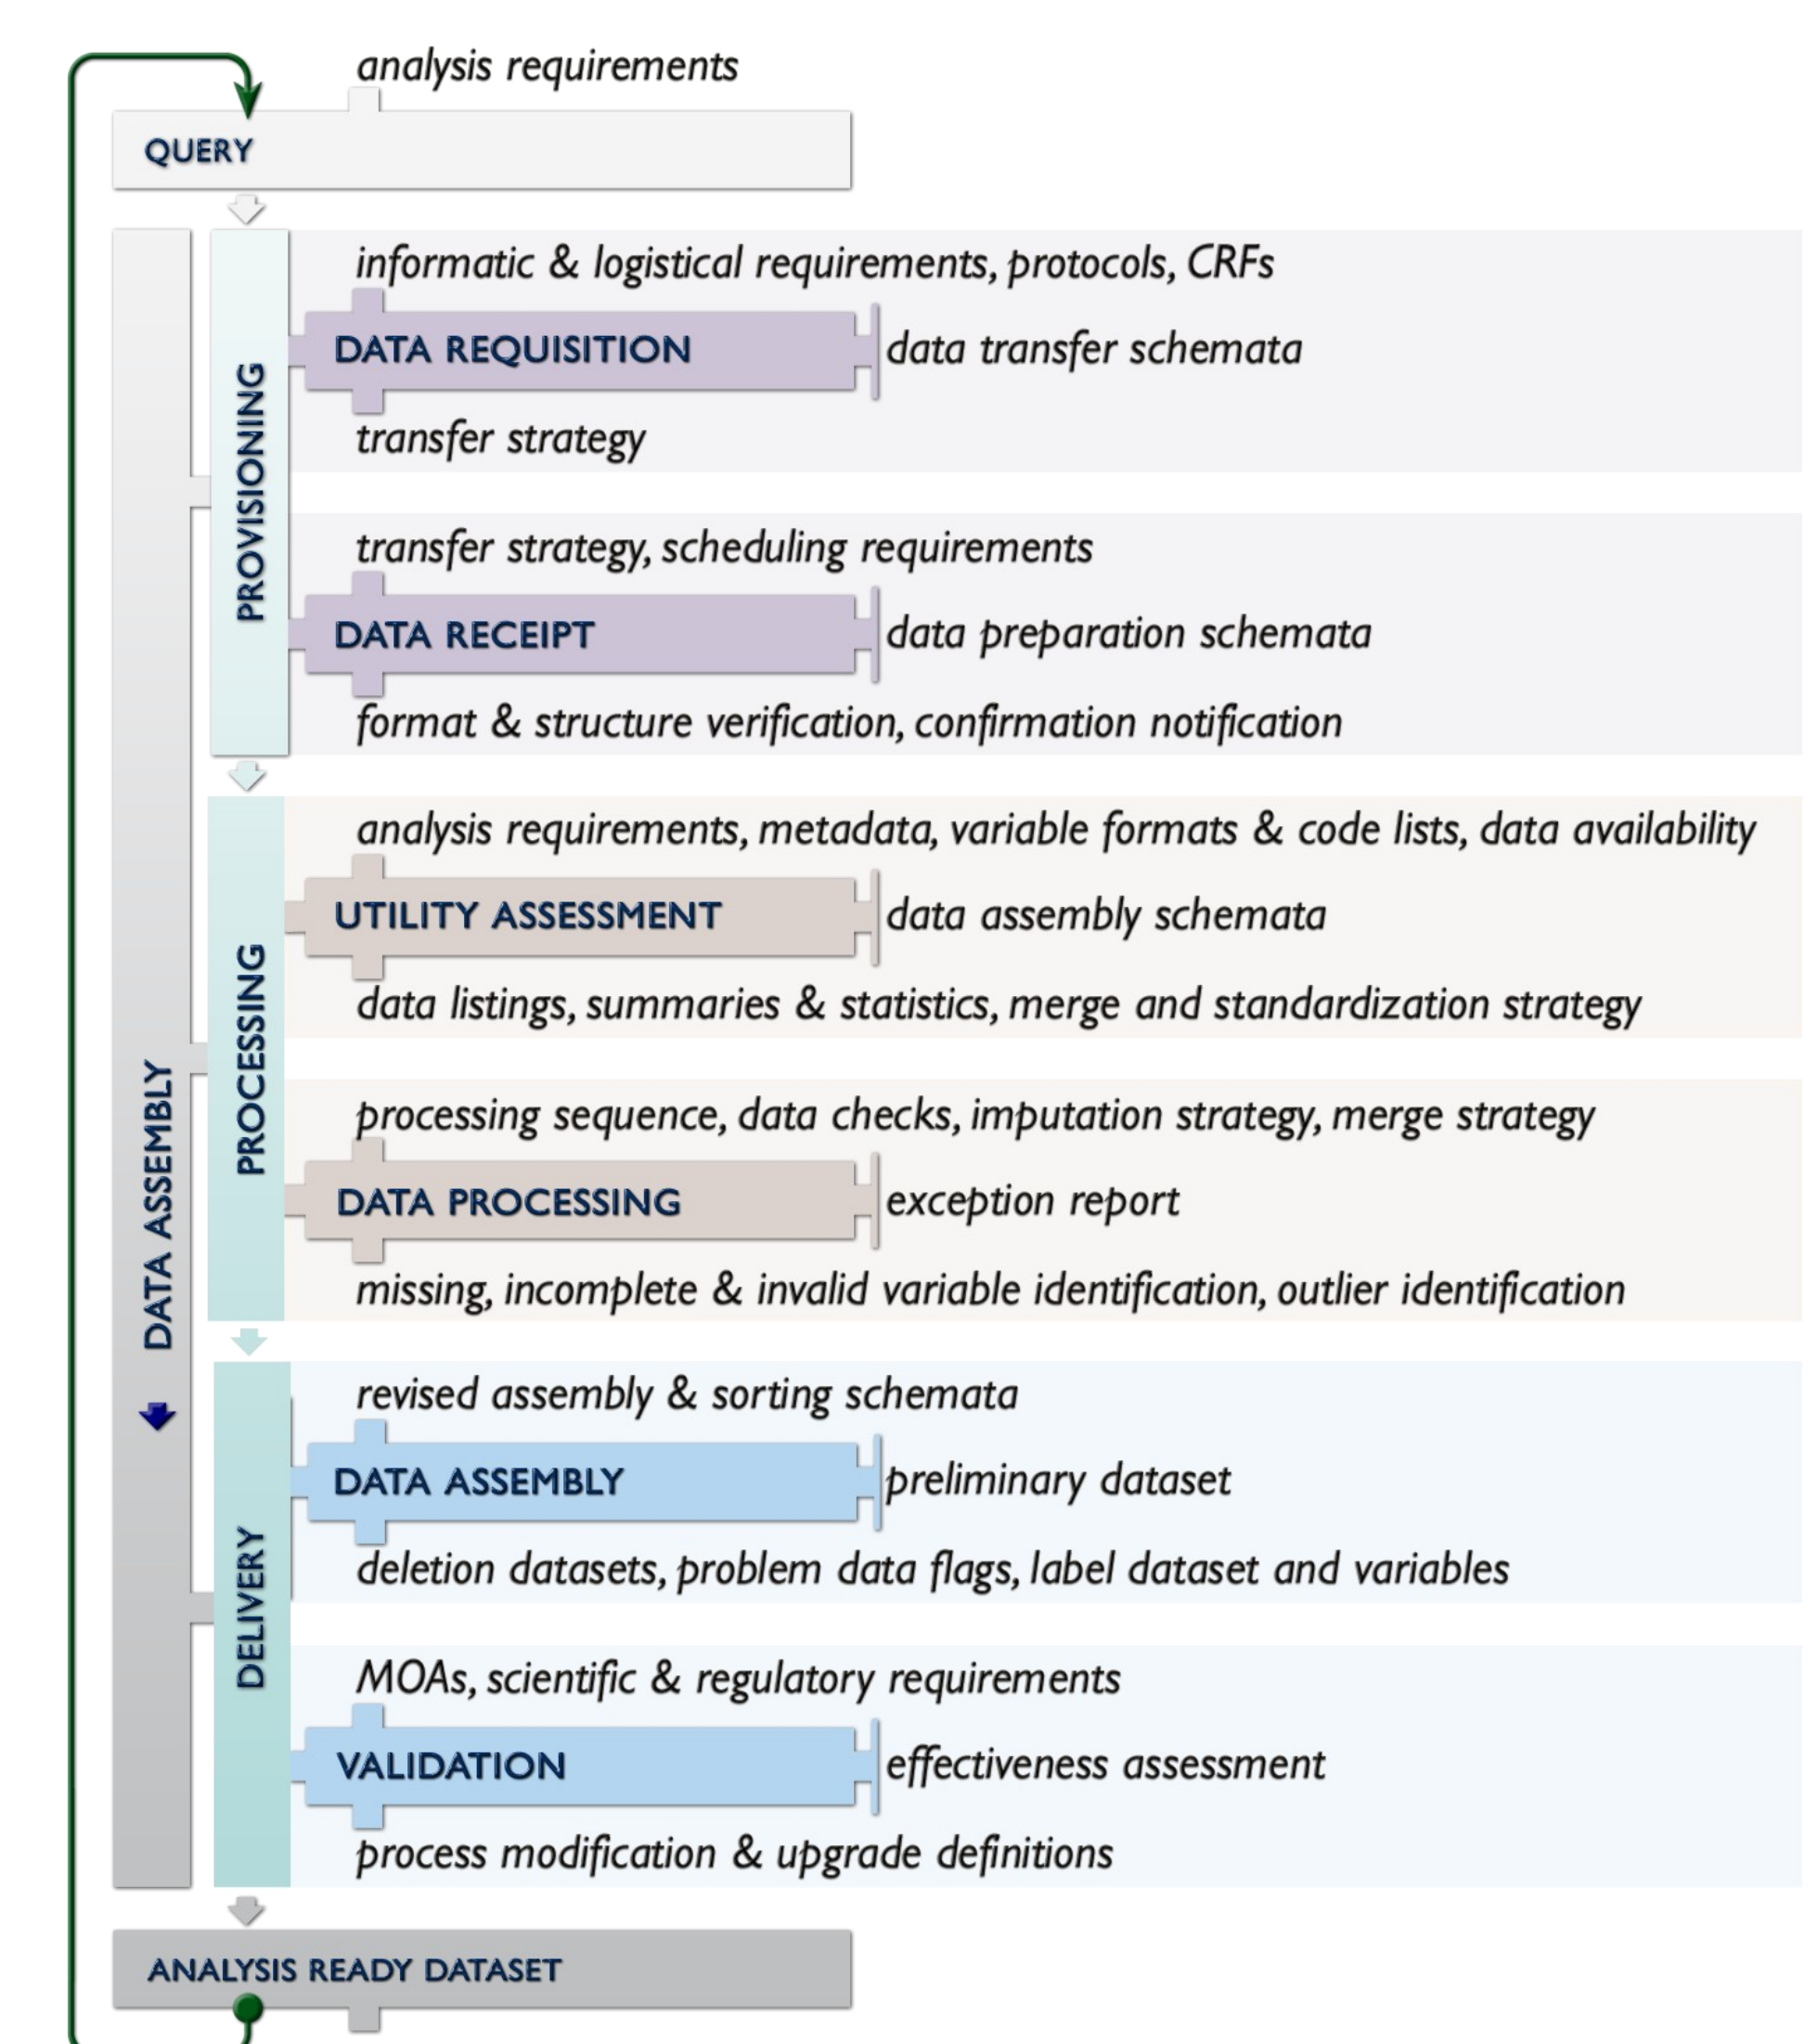 analysis requirements
QUERY
PROVISIONING
informatic & logistical requirements, protocols, CRFs
DATA REQUISITION
data transfer schemata
transfer strategy
transfer strategy, scheduling requirements
DATA RECEIPT
data preparation schemata
format & structure verification, confirmation notification
DATA ASSEMBLY
PROCESSING
analysis requirements, metadata, variable formats & code lists, data availability
UTILITY ASSESSMENT
data assembly schemata
data listings, summaries & statistics, merge and standardization strategy
processing sequence, data checks, imputation strategy, merge strategy
DATA PROCESSING
exception report
missing, incomplete & invalid variable identification, outlier identification
DELIVERY
revised assembly & sorting schemata
DATA ASSEMBLY
preliminary dataset
deletion datasets, problem data flags, label dataset and variables
MOAs, scientific & regulatory requirements
VALIDATION
effectiveness assessment
process modification & upgrade definitions
ANALYSIS READY DATASET